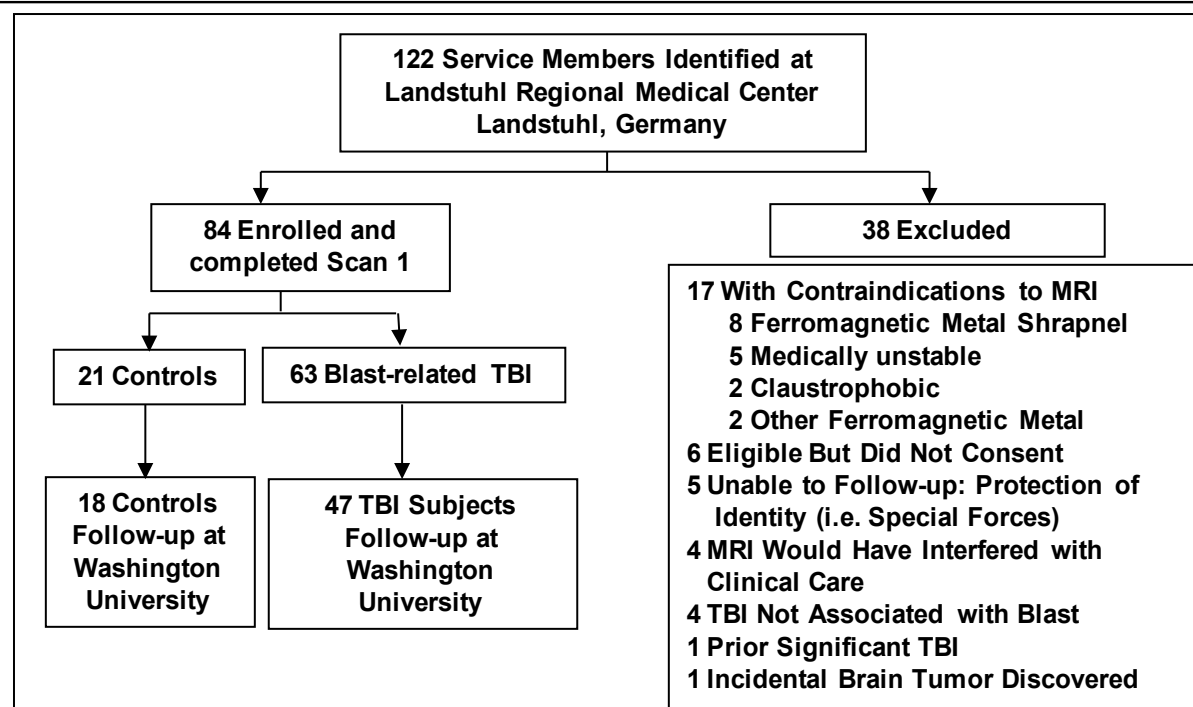 122 Service Members Identified at
Landstuhl Regional Medical Center
Landstuhl, Germany
84 Enrolled and
completed Scan 1
38 Excluded
21 Controls
63 Blast-related TBI
18 Controls
Follow-up at
Washington
University
47 TBI Subjects
Follow-up at
Washington
University
17 With Contraindications to MRI
8 Ferromagnetic Metal Shrapnel
5 Medically unstable
2 Claustrophobic
2 Other Ferromagnetic Metal
6 Eligible But Did Not Consent
5 Unable to Follow-up: Protection of
Identity (i.e. Special Forces)
4 MRI Would Have Interfered with
Clinical Care
4 TBI Not Associated with Blast
1 Prior Significant TBI
1 Incidental Brain Tumor Discovered